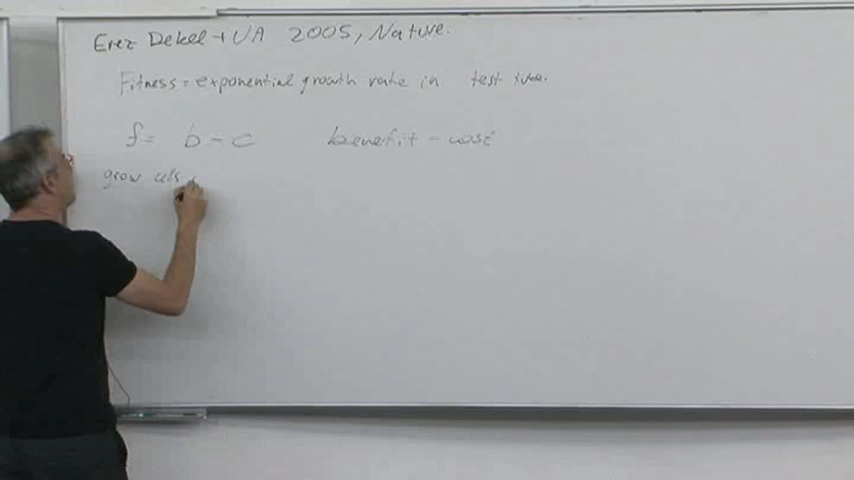 Erez Dekel + UA 2005, Nature.
Fitness = exponential growth rate in test tube.
f = b - c benefit - cost
grow cells